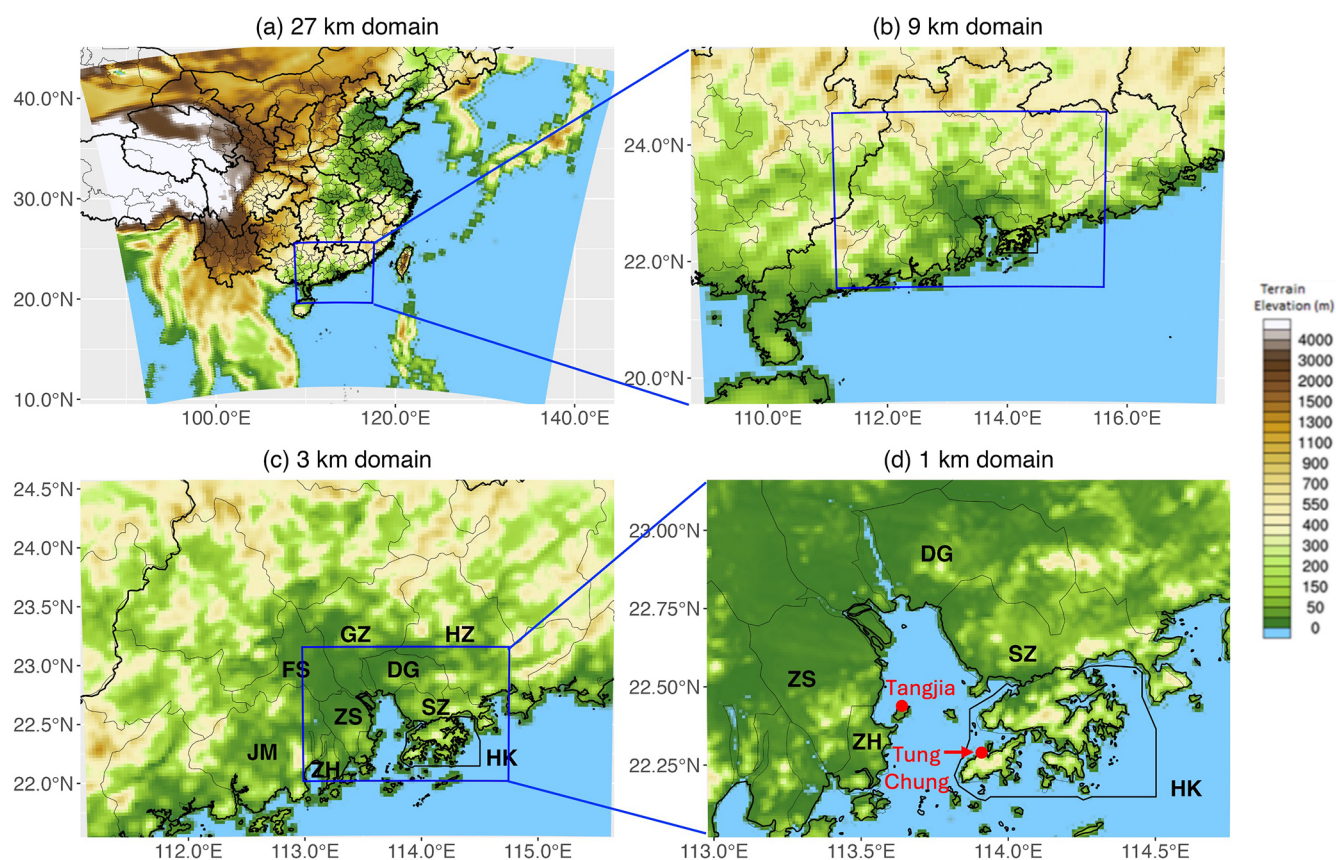 (a) 27 km domain
(b) 9 km domain
40.0°N
30.0°N
20.0°N
10.0°N
100.0°E
120.0°E
140.0°E
24.0°N
22.0°N
20.0°N
110.0°E
112.0°E
114.0°E
116.0°E
Terrain
Elevation (m)
4000
3000
2000
1500
1300
1100
900
700
550
400
300
200
150
50
0
(c) 3 km domain
(d) 1 km domain
24.5°N
24.0°N
23.5°N
23.0°N
22.5°N
22.0°N
GZ
HZ
FS
DG
ZS
SZ
JM
ZH
HK
112.0°E
113.0°E
114.0°E
115.0°E
23.00°N
22.75°N
22.50°N
22.25°N
DG
SZ
ZS
Tangjia
ZH
Tung
Chung
HK
113.0°E
113.5°E
114.0°E
114.5°E